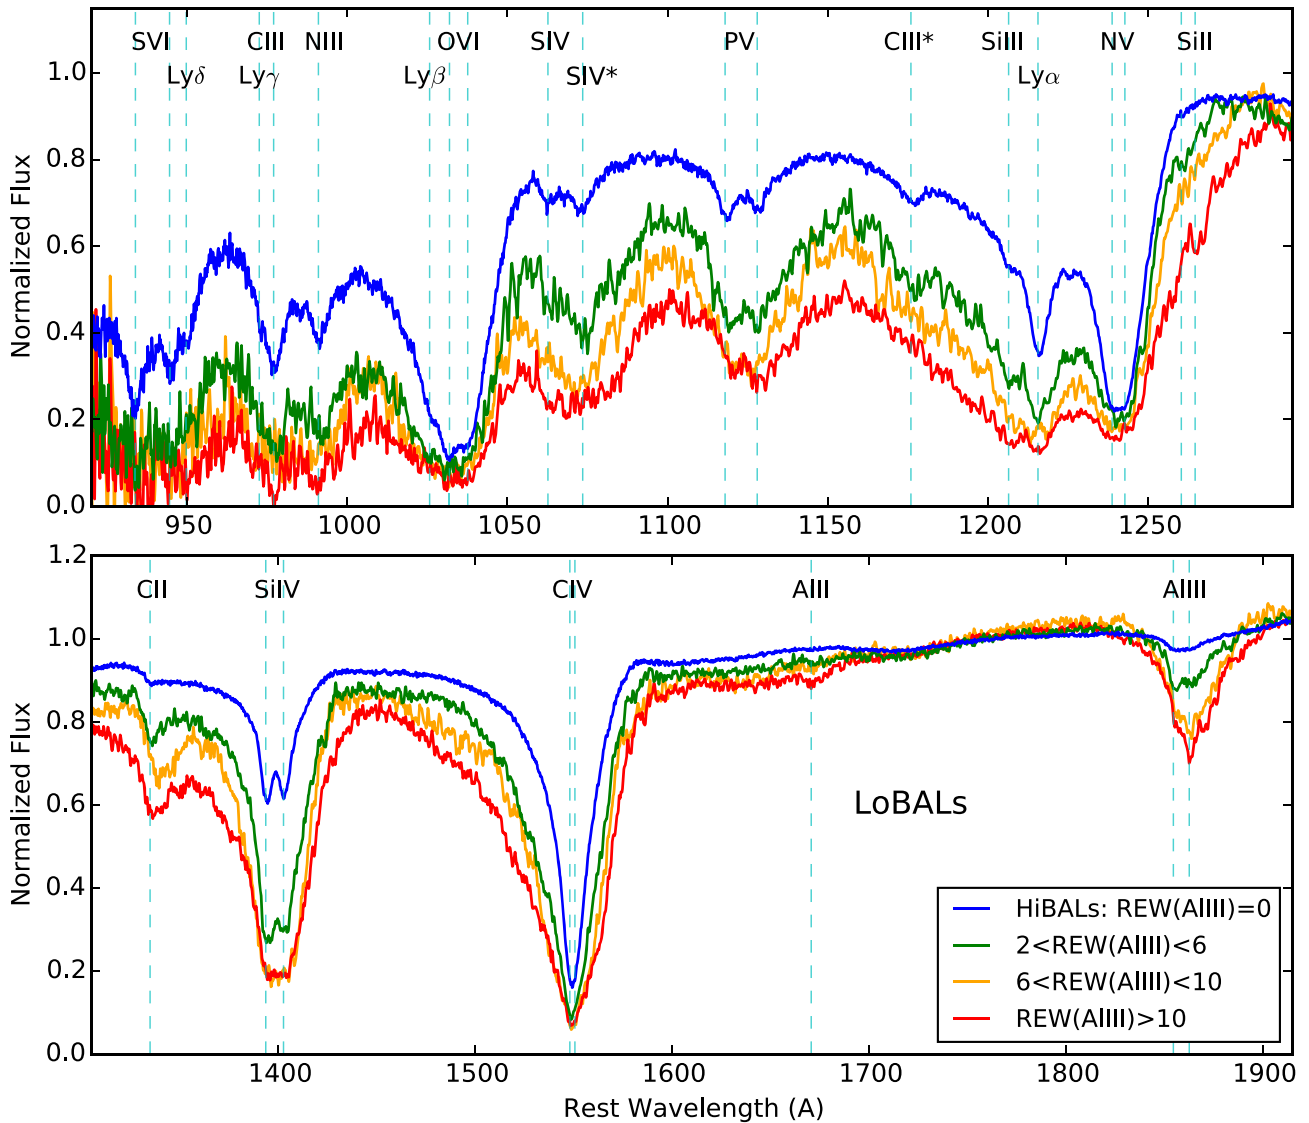 SVI CIII NIII OVI SIV PV CIII* SiIII NV SiII
Lyδ Lyγ Lyβ SIV* Lyα
1.0
0.8
0.6
0.4
0.2
0.0
Normalized Flux
950 1000 1050 1100 1150 1200 1250
CII SiIV CIV AlII AlIII
1.2
1.0
0.8
0.6
0.4
0.2
0.0
Normalized Flux
LoBALs
HiBALs: REW(AlIII)=0
2<REW(AlIII)<6
6<REW(AlIII)<10
REW(AlIII)>10
1400 1500 1600 1700 1800 1900
Rest Wavelength (A)